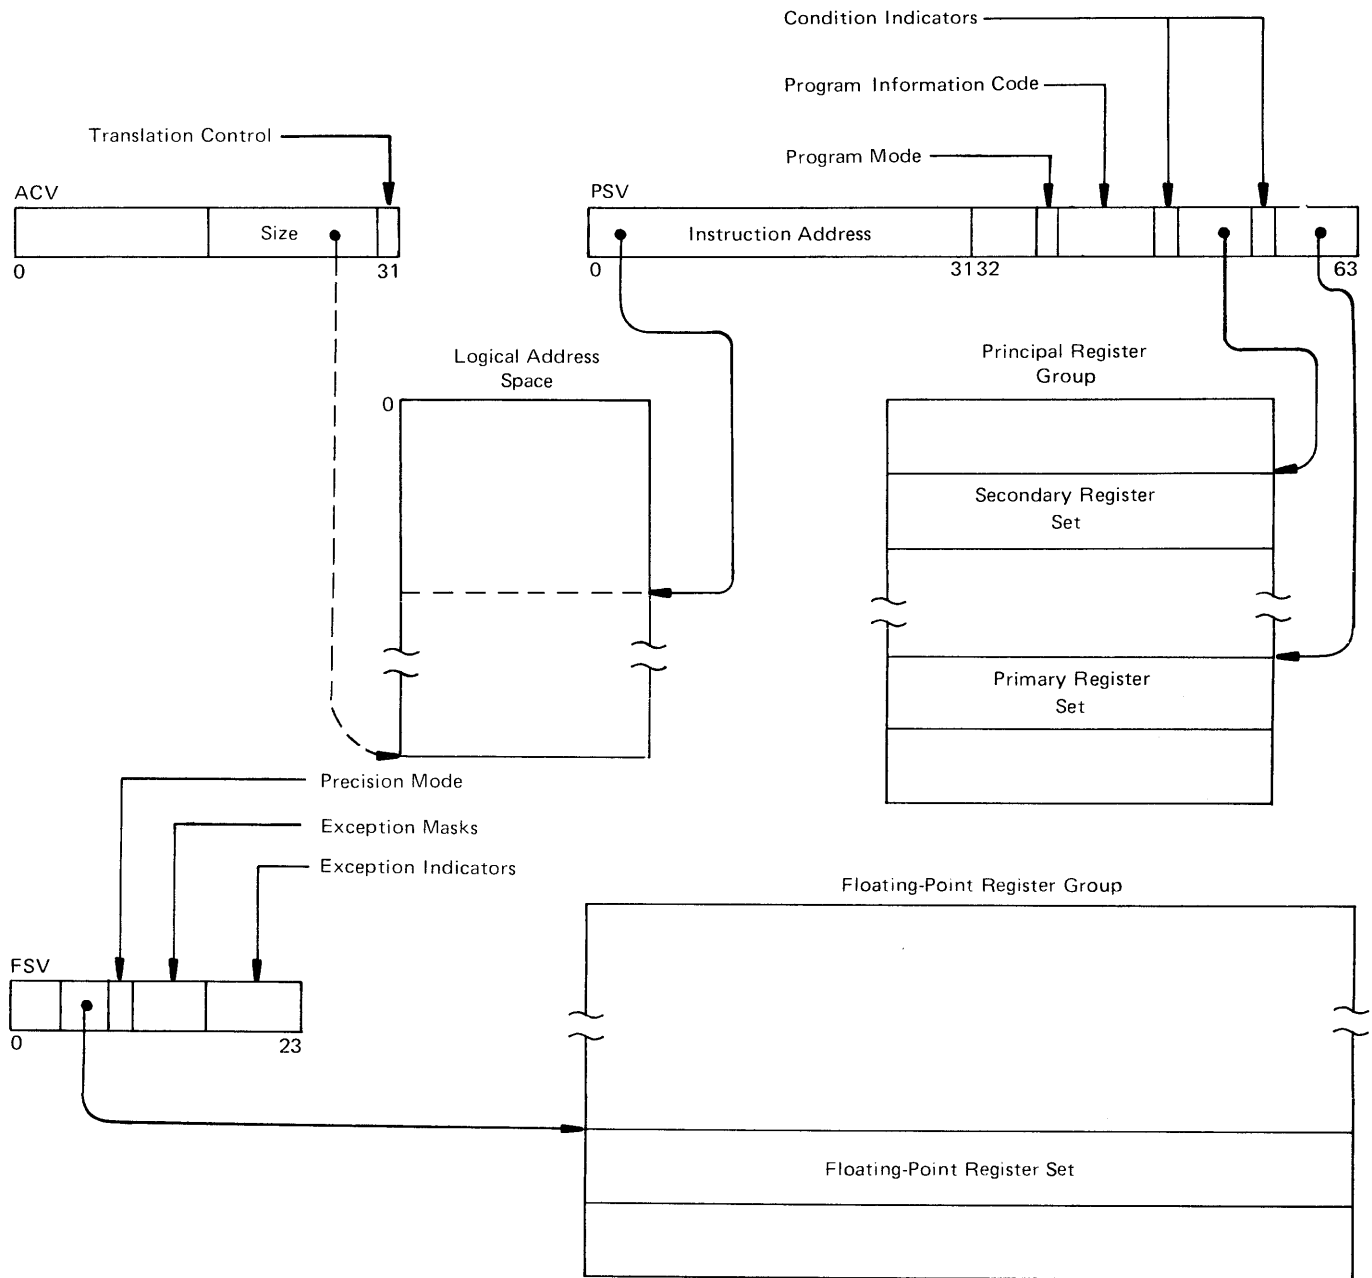 Condition Indicators
Program Information Code
Translation Control
Program Mode
ACV
PSV
Size
Instruction Address
0
31
0
31 32
63
Logical Address
Space
Principal Register
Group
0
Secondary Register
Set
Primary Register
Set
Precision Mode
Exception Masks
Exception Indicators
Floating-Point Register Group
FSV
0
23
Floating-Point Register Set